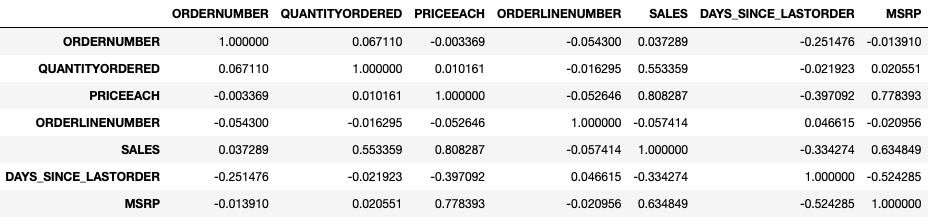 ORDERNUMBER QUANTITYORDERED PRICEEACH ORDERLINENUMBER SALES DAYS_SINCE_LASTORDER MSRP
ORDERNUMBER 1.000000 0.067110 -0.003369 -0.054300 0.037289 -0.251476 -0.013910
QUANTITYORDERED 0.067110 1.000000 0.010161 -0.016295 0.553359 -0.021923 0.020551
PRICEEACH -0.003369 0.010161 1.000000 -0.052646 0.808287 -0.397092 0.778393
ORDERLINENUMBER -0.054300 -0.016295 -0.052646 1.000000 -0.057414 0.046615 -0.020956
SALES 0.037289 0.553359 0.808287 -0.057414 1.000000 -0.334274 0.634849
DAYS_SINCE_LASTORDER -0.251476 -0.021923 -0.397092 0.046615 -0.334274 1.000000 -0.524285
MSRP -0.013910 0.020551 0.778393 -0.020956 0.634849 -0.524285 1.000000